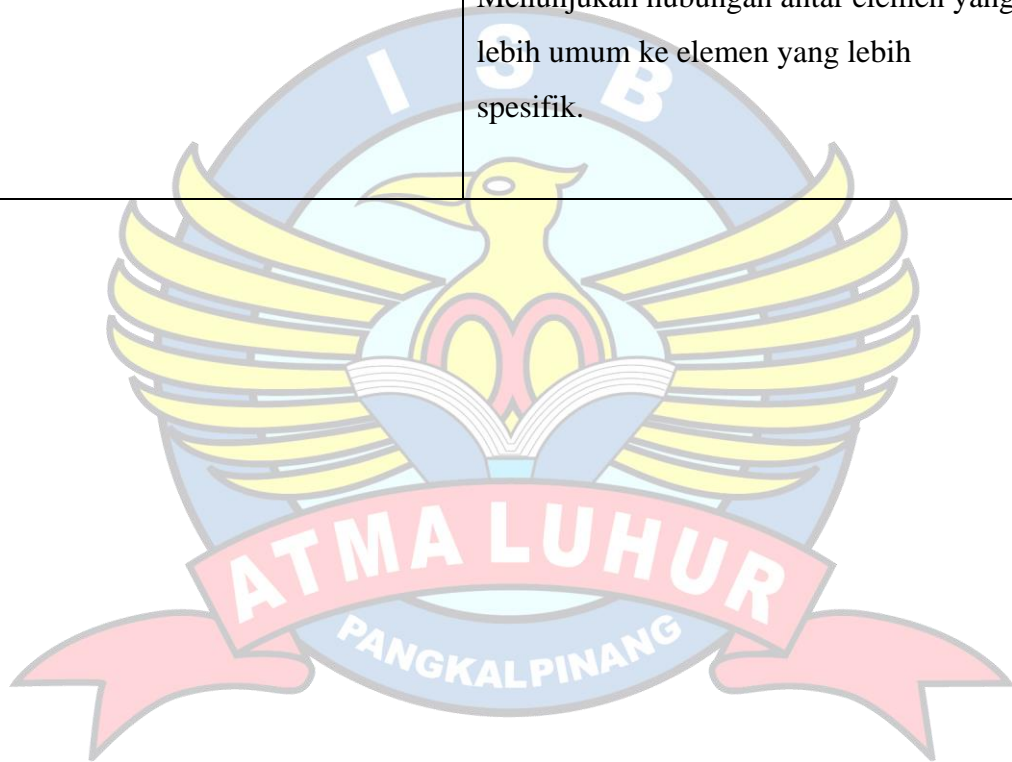 Menunjukan hubungan antar elemen yang
lebih umum ke elemen yang lebih
spesifik.
I S B
ATMA LUHUR
PANGKALPINANG